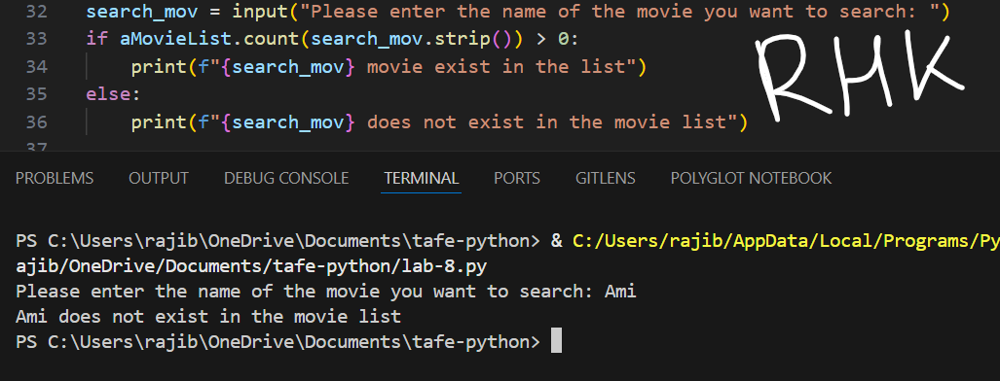 32 search_mov = input("Please enter the name of the movie you want to search: ")
33 if aMovieList.count(search_mov.strip()) > 0:
34     print(f"{search_mov} movie exist in the list")
35 else:
36     print(f"{search_mov} does not exist in the movie list")
37
RHK
PROBLEMS OUTPUT DEBUG CONSOLE TERMINAL PORTS GITLENS POLYGLOT NOTEBOOK
PS C:\Users\rajib\OneDrive\Documents\tafe-python> & C:/Users/rajib/AppData/Local/Programs/Py
ajib/OneDrive/Documents/tafe-python/lab-8.py
Please enter the name of the movie you want to search: Ami
Ami does not exist in the movie list
PS C:\Users\rajib\OneDrive\Documents\tafe-python>